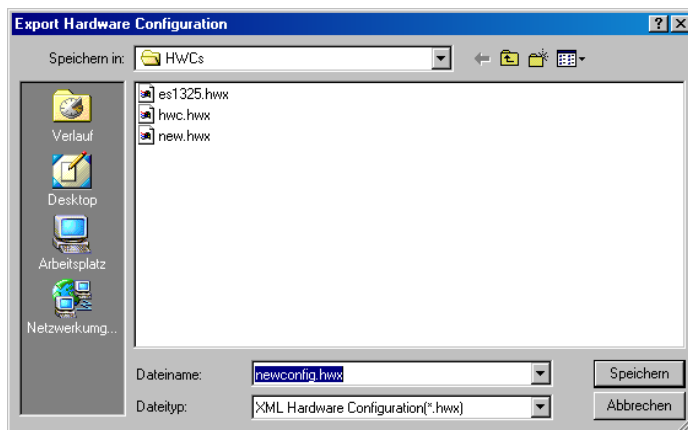 Export Hardware Configuration
Speichern in: HWCs
es1325.hwx
hwc.hwx
new.hwx
Verlauf
Desktop
Arbeitsplatz
Netzwerkumg...
Dateiname: newconfig.hwx Speichern
Dateityp: XML Hardware Configuration(*.hwx) Abbrechen